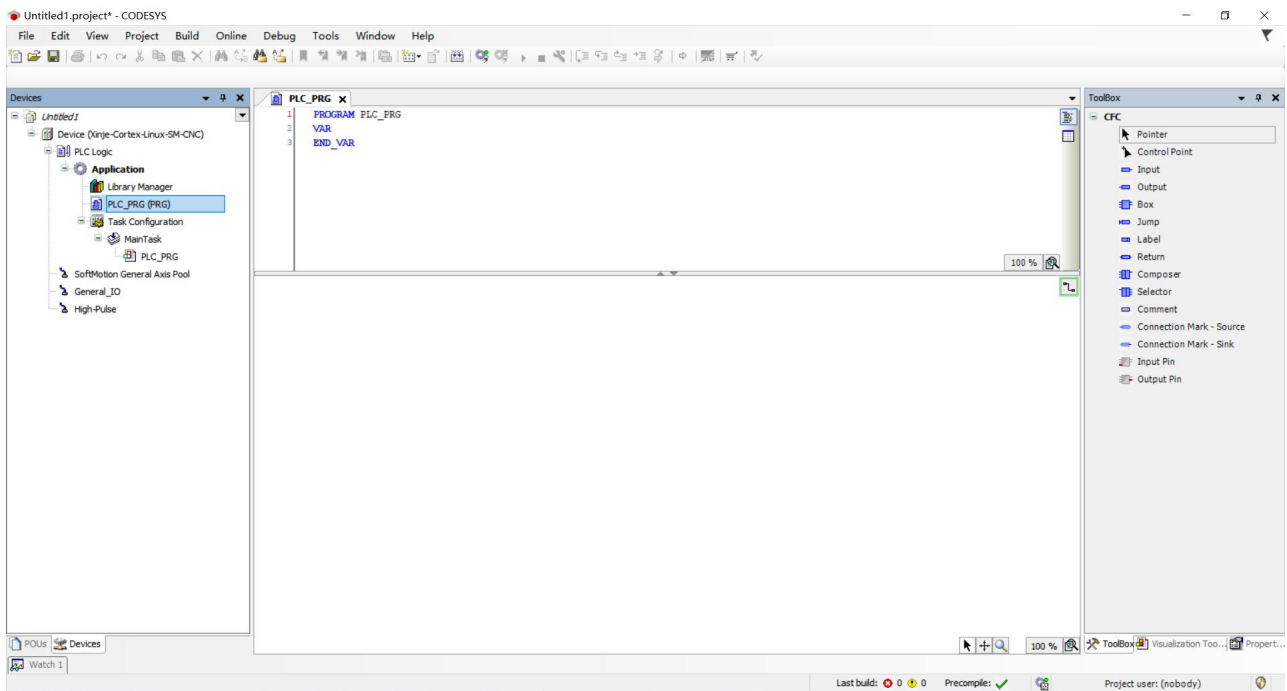 Untitled1.project* - CODESYS
File Edit View Project Build Online Debug Tools Window Help
Devices
Untitled1
Device (Xinje-Cortex-Linux-SM-CNC)
PLC Logic
Application
Library Manager
PLC_PRG (PRG)
Task Configuration
MainTask
PLC_PRG
SoftMotion General Axis Pool
General_IO
High-Pulse
POUs Devices
Watch 1
PLC_PRG
1 PROGRAM PLC_PRG
2 VAR
3 END_VAR
100 %
100 %
ToolBox
CFC
Pointer
Control Point
Input
Output
Box
Jump
Label
Return
Composer
Selector
Comment
Connection Mark - Source
Connection Mark - Sink
Input Pin
Output Pin
ToolBox Visualization Too... Propert...
Last build: 0 0 Precompile: Project user: (nobody)